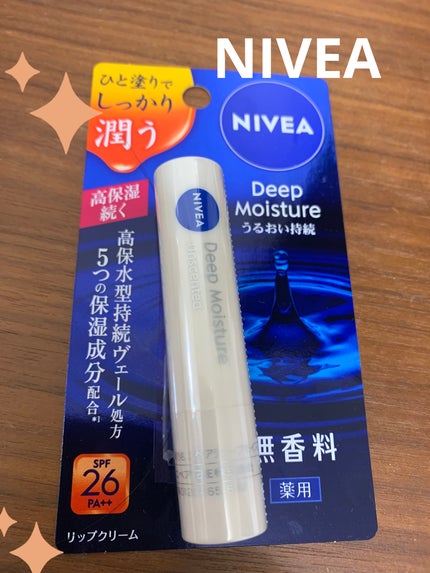 NIVEA
ひと塗りで
しっかり
潤う
NIVEA
Deep
Moisture
うるおい持続
高保湿
続く
高保水型持続ヴェール処方
5つの保湿成分配合*1
NIVEA
Deep Moisture
Unscented
SPF
26
PA++
無香料
薬用
リップクリーム